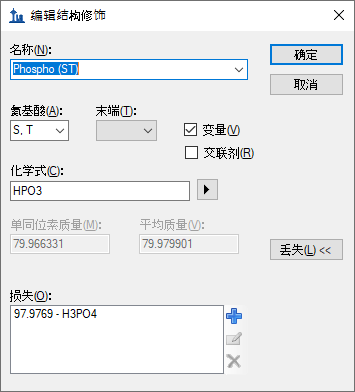 编辑结构修饰
名称(N):
Phospho (ST)
确定
取消
氨基酸(A):
末端(T):
S, T
变量(V)
交联剂(R)
化学式(C):
HPO3
单同位素质量(M):
平均质量(V):
79.966331
79.979901
丢失(L) <<
损失(O):
97.9769 - H3PO4